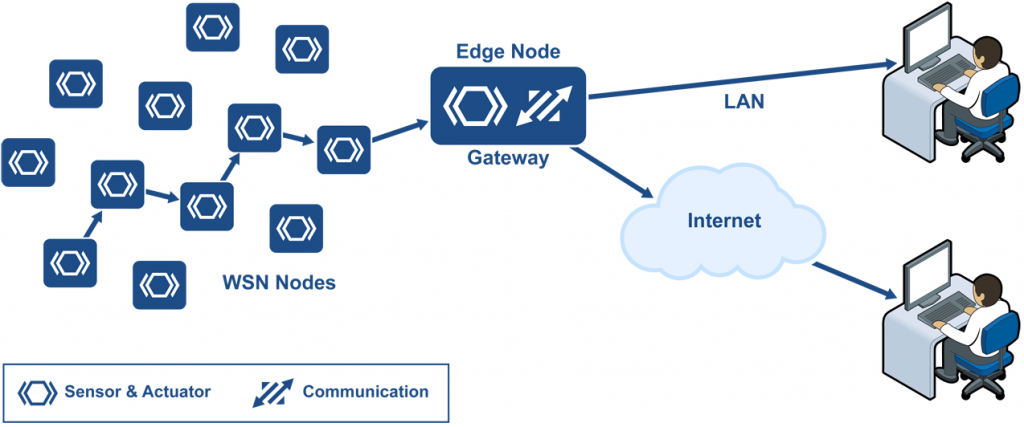 Edge Node
Gateway
LAN
Internet
WSN Nodes
Sensor & Actuator
Communication